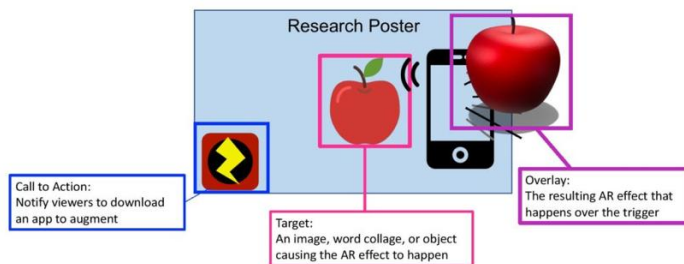 Research Poster
Call to Action:
Notify viewers to download
an app to augment
Target:
An image, word collage, or object
causing the AR effect to happen
Overlay:
The resulting AR effect that
happens over the trigger